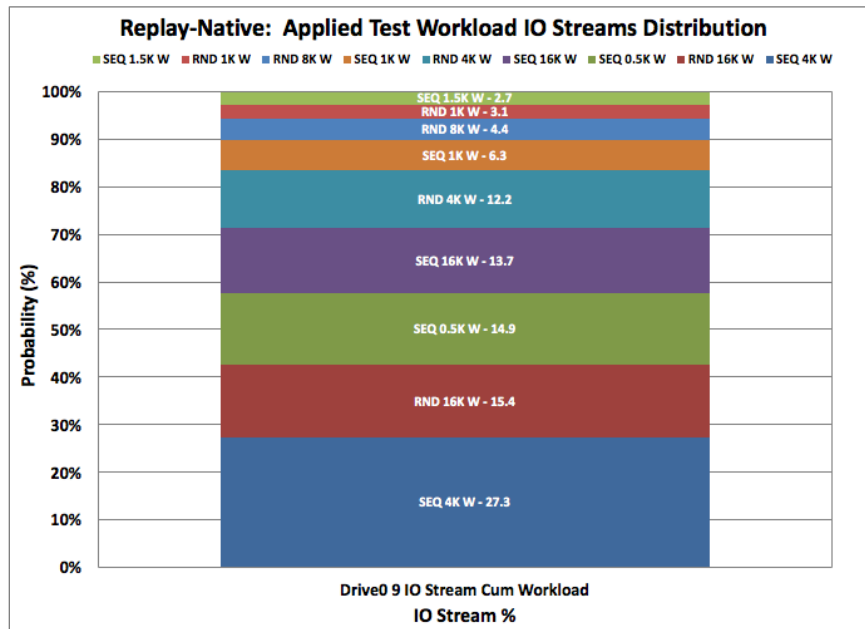 Replay-Native: Applied Test Workload IO Streams Distribution
SEQ 1.5K W RND 1K W RND 8K W SEQ 1K W RND 4K W SEQ 16K W SEQ 0.5K W RND 16K W SEQ 4K W
100%
90%
80%
70%
60%
50%
40%
30%
20%
10%
0%
Probability (%)
SEQ 1.5K W - 2.7
RND 1K W - 3.1
RND 8K W - 4.4
SEQ 1K W - 6.3
RND 4K W - 12.2
SEQ 16K W - 13.7
SEQ 0.5K W - 14.9
RND 16K W - 15.4
SEQ 4K W - 27.3
Drive0 9 IO Stream Cum Workload
IO Stream %